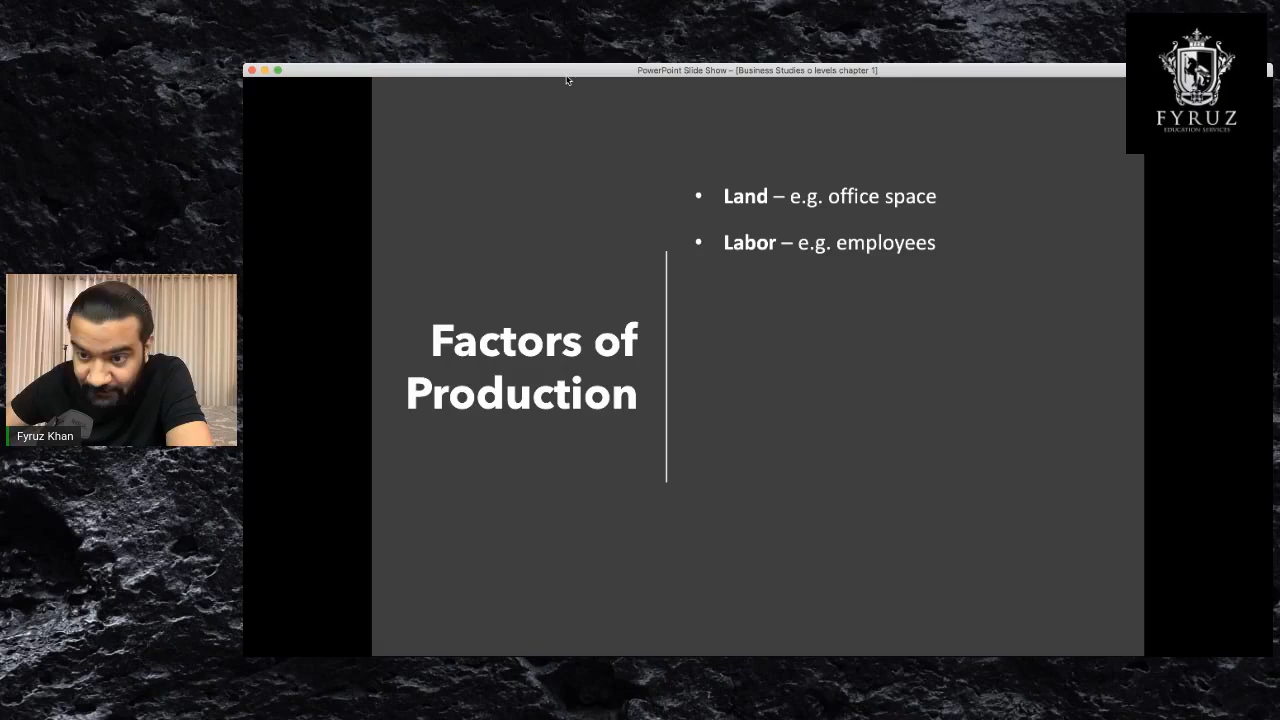 PowerPoint Slide Show – [Business Studies o levels chapter 1]
FYRUZ
EDUCATION SERVICES
• Land – e.g. office space
• Labor – e.g. employees
Factors of
Production
Fyruz Khan